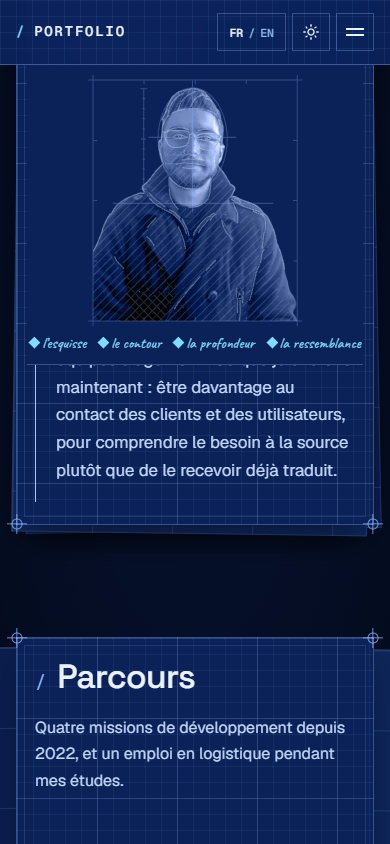 / PORTFOLIO
FR / EN
l'esquisse le contour la profondeur la ressemblance
maintenant : être davantage au
contact des clients et des utilisateurs,
pour comprendre le besoin à la source
plutôt que de le recevoir déjà traduit.
/ Parcours
Quatre missions de développement depuis
2022, et un emploi en logistique pendant
mes études.